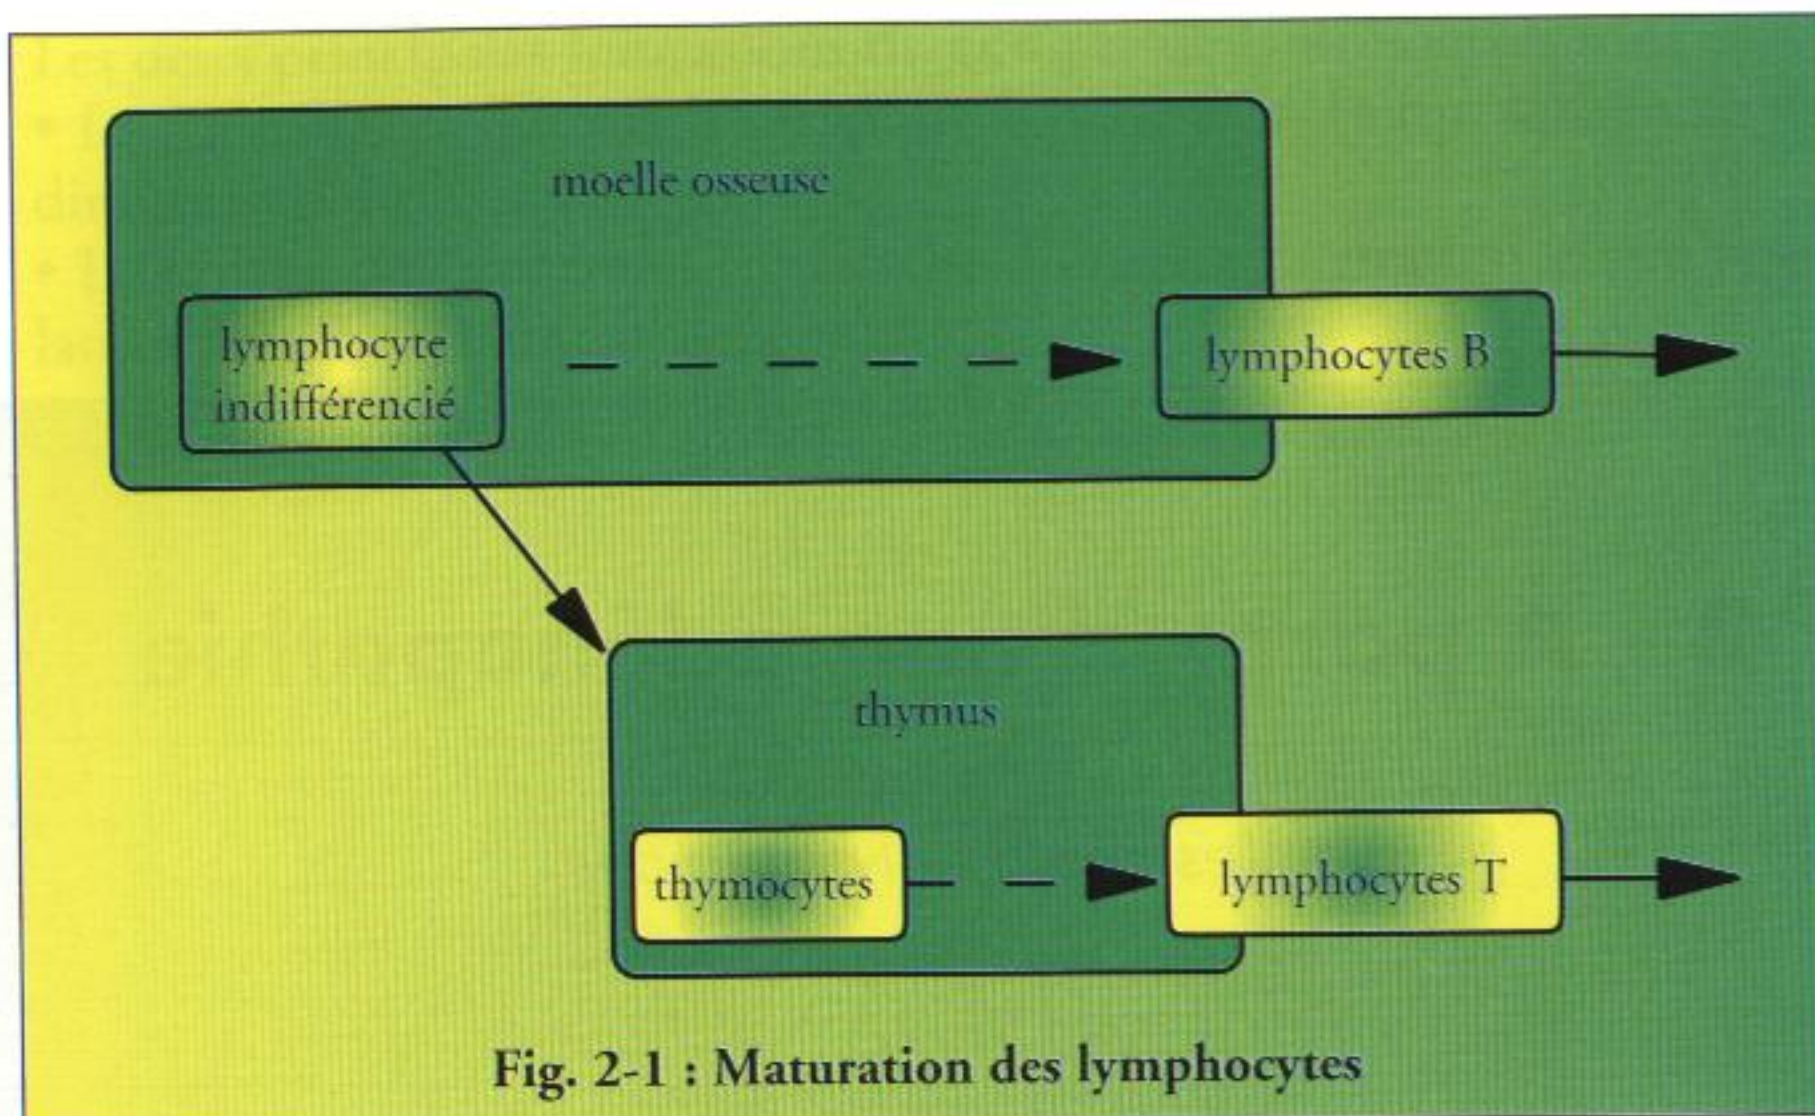 moelle osseuse
lymphocyte
indifférencié
lymphocytes B
thymus
thymocytes
lymphocytes T
Fig. 2-1 : Maturation des lymphocytes